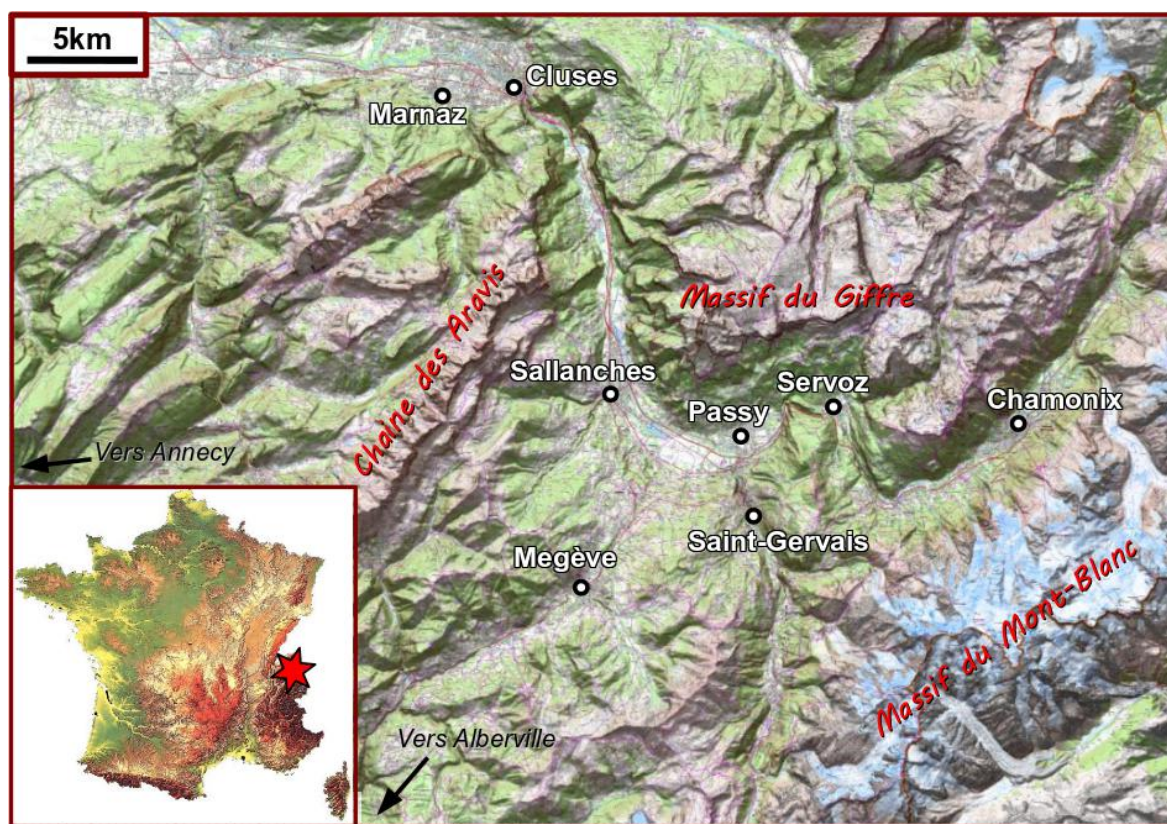 5km
Cluses
Marnaz
Massif du Giffre
Chaîne des Aravis
Sallanches
Servoz
Passy
Chamonix
Vers Annecy
Saint-Gervais
Megève
Massif du Mont-Blanc
Vers Alberville